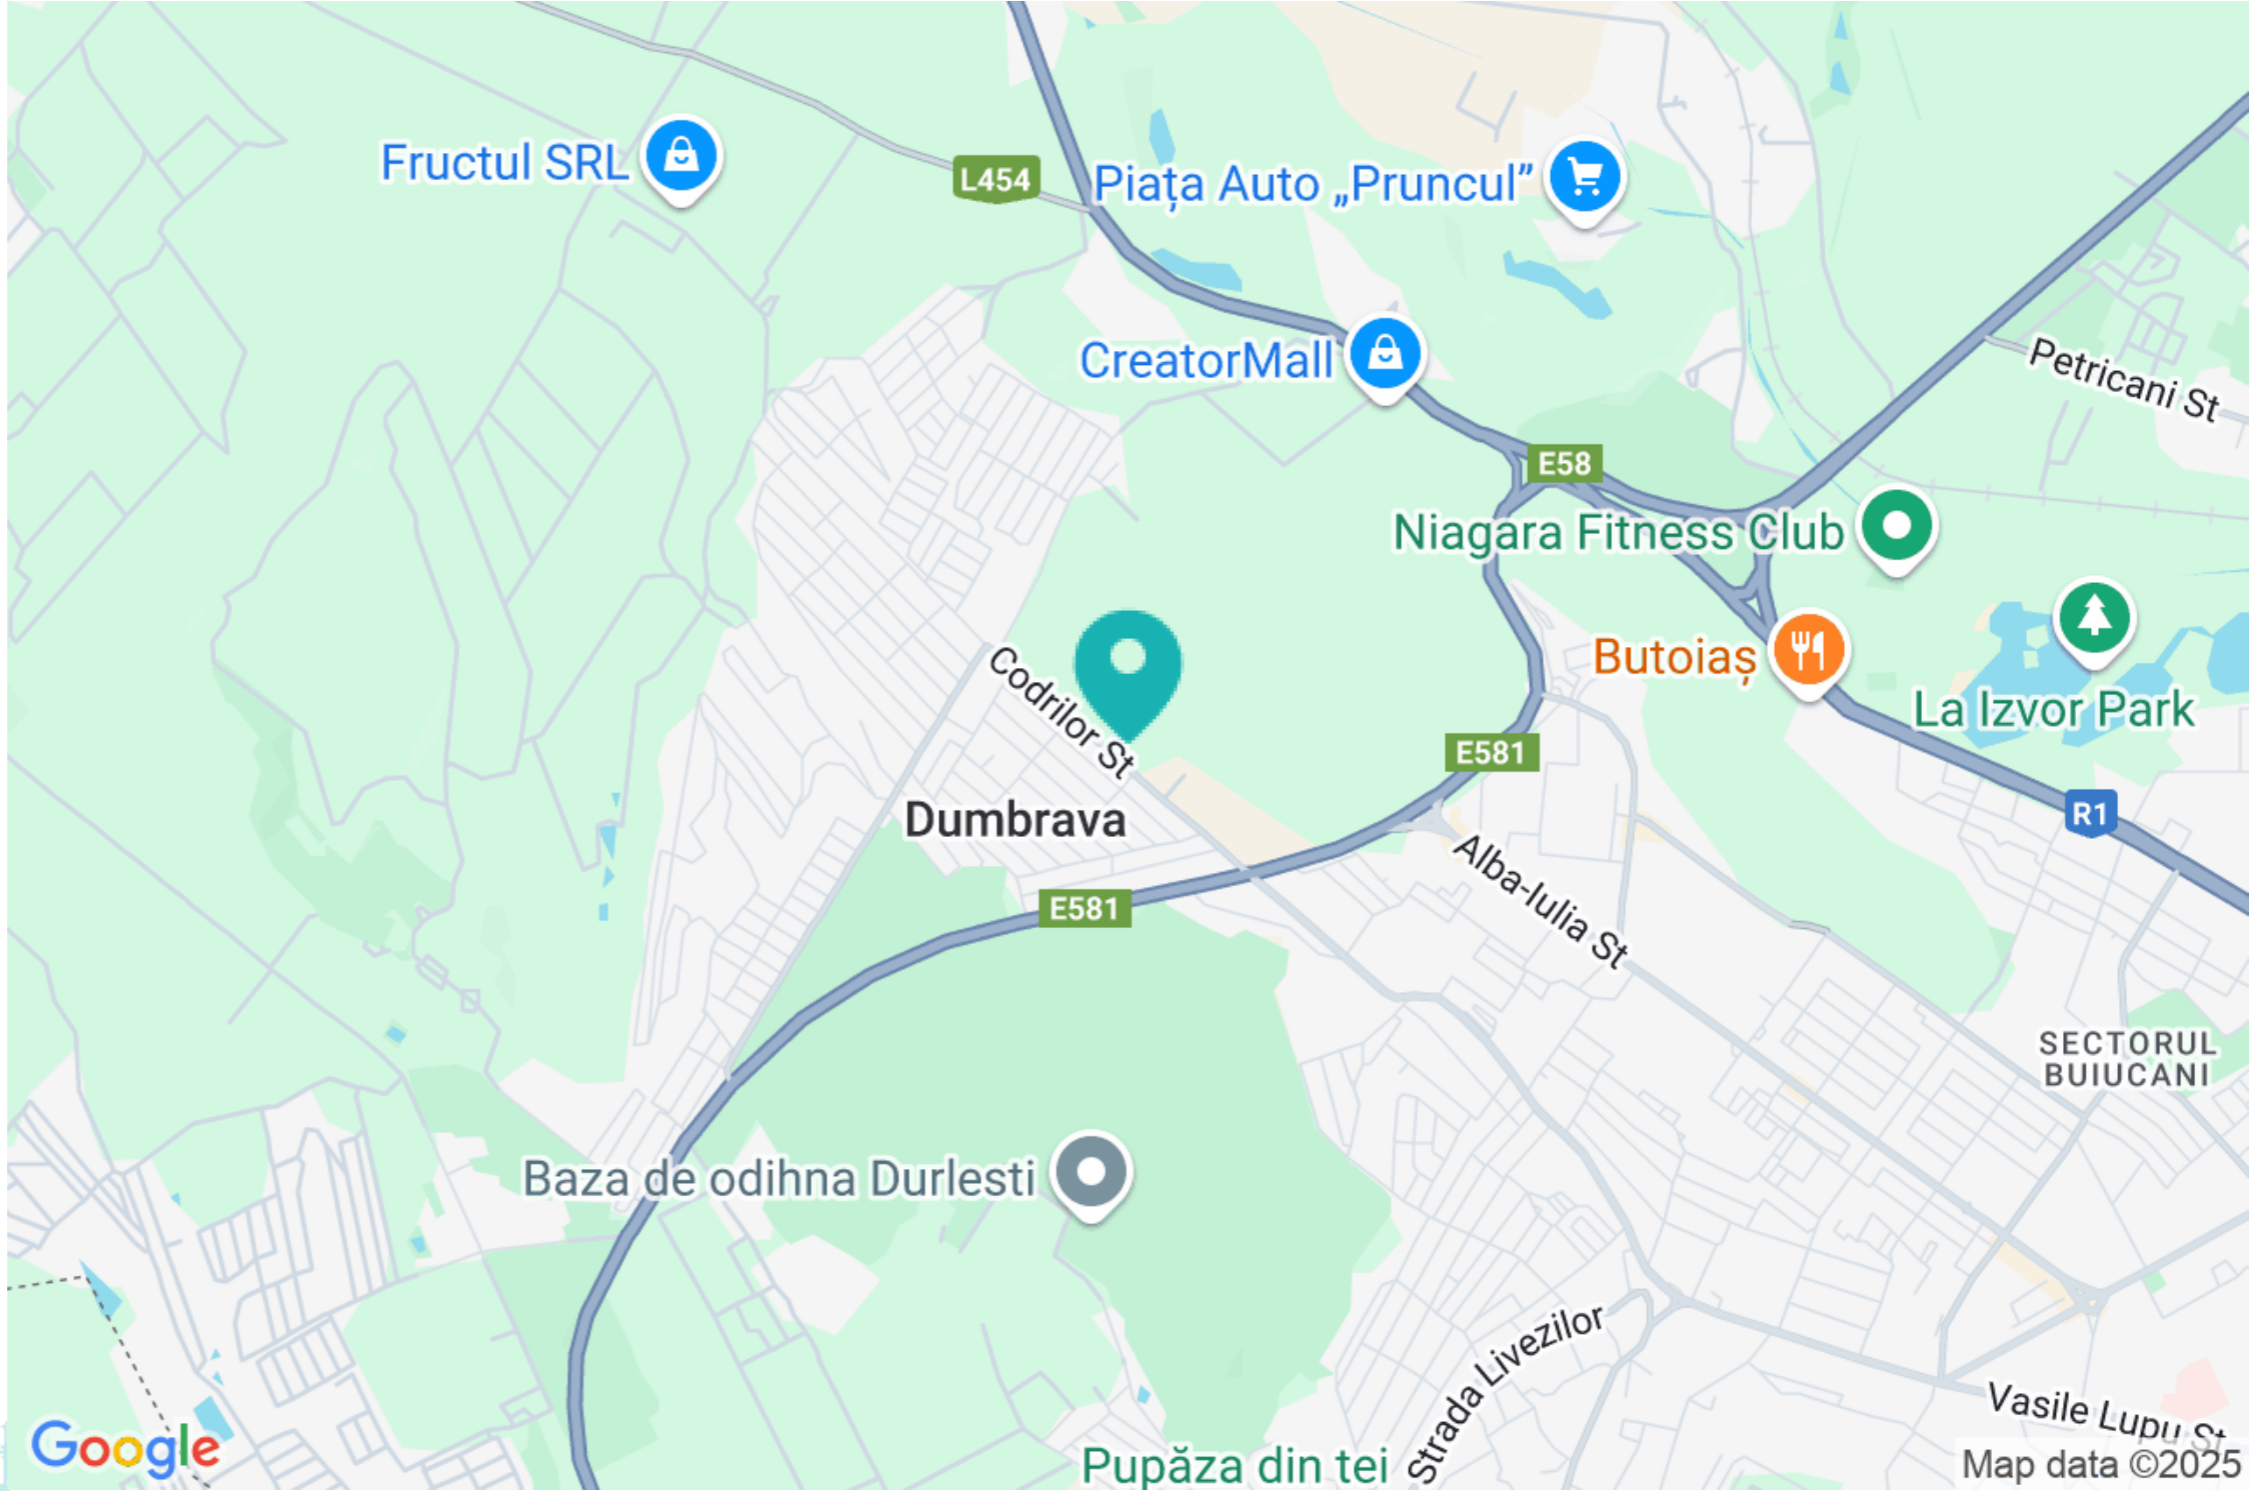 Fructul SRL
L454
Piața Auto „Pruncul”
CreatorMall
Petricani St
E58
Niagara Fitness Club
Codrilor St
Butoiaș
La Izvor Park
E581
Dumbrava
R1
Alba-Iulia St
E581
SECTORUL
BUIUCANI
Baza de odihna Durlesti
Strada Livezilor
Vasile Lupu St
Google
Pupăza din tei
Map data ©2025